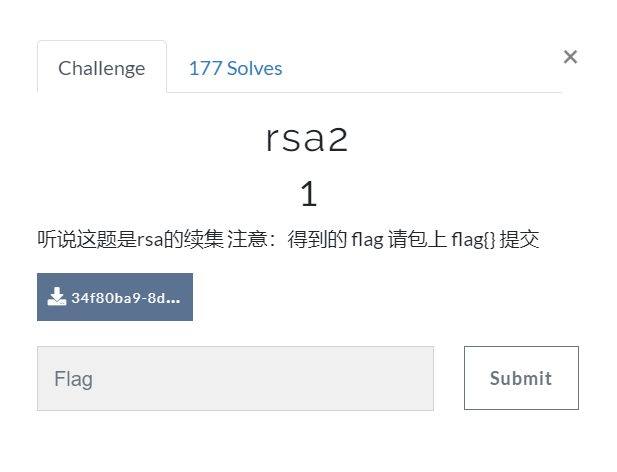 Challenge
177 Solves
×
rsa2
1
听说这题是rsa的续集 注意：得到的 flag 请包上 flag{} 提交
34f80ba9-8d...
Flag
Submit